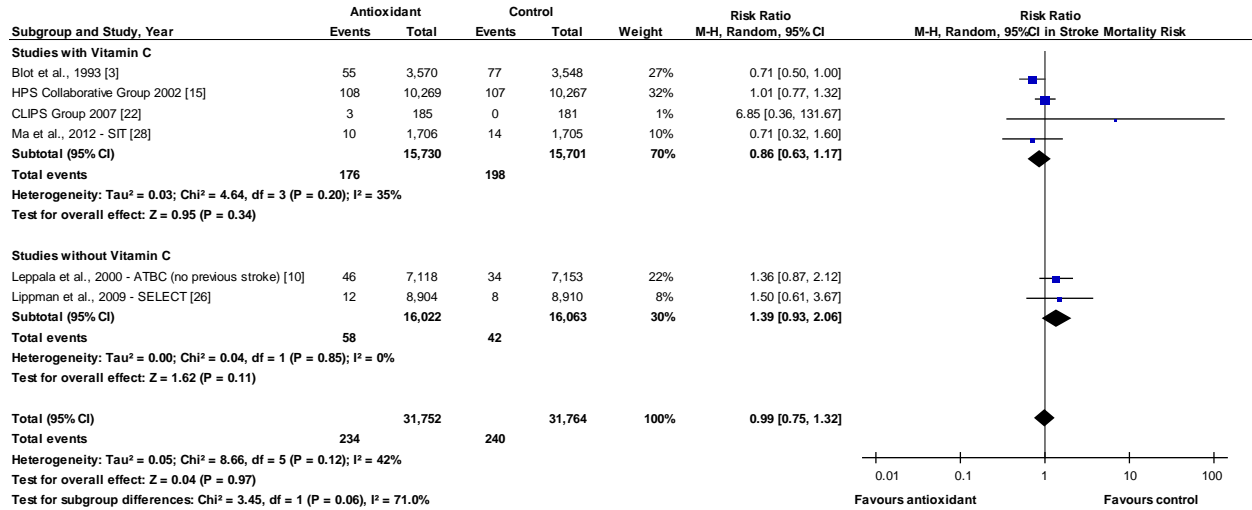 Antioxidant Control Risk Ratio Risk Ratio
Subgroup and Study, Year Events Total Events Total Weight M-H, Random, 95% CI M-H, Random, 95%CI in Stroke Mortality Risk
Studies with Vitamin C
Blot et al., 1993 [3] 55 3,570 77 3,548 27% 0.71 [0.50, 1.00]
HPS Collaborative Group 2002 [15] 108 10,269 107 10,267 32% 1.01 [0.77, 1.32]
CLIPS Group 2007 [22] 3 185 0 181 1% 6.85 [0.36, 131.67]
Ma et al., 2012 - SIT [28] 10 1,706 14 1,705 10% 0.71 [0.32, 1.60]
Subtotal (95% CI) 15,730 15,701 70% 0.86 [0.63, 1.17]
Total events 176 198
Heterogeneity: Tau² = 0.03; Chi² = 4.64, df = 3 (P = 0.20); I² = 35%
Test for overall effect: Z = 0.95 (P = 0.34)
Studies without Vitamin C
Leppala et al., 2000 - ATBC (no previous stroke) [10] 46 7,118 34 7,153 22% 1.36 [0.87, 2.12]
Lippman et al., 2009 - SELECT [26] 12 8,904 8 8,910 8% 1.50 [0.61, 3.67]
Subtotal (95% CI) 16,022 16,063 30% 1.39 [0.93, 2.06]
Total events 58 42
Heterogeneity: Tau² = 0.00; Chi² = 0.04, df = 1 (P = 0.85); I² = 0%
Test for overall effect: Z = 1.62 (P = 0.11)
Total (95% CI) 31,752 31,764 100% 0.99 [0.75, 1.32]
Total events 234 240
Heterogeneity: Tau² = 0.05; Chi² = 8.66, df = 5 (P = 0.12); I² = 42%
Test for overall effect: Z = 0.04 (P = 0.97)
Test for subgroup differences: Chi² = 3.45, df = 1 (P = 0.06), I² = 71.0%
0.01 0.1 1 10 100
Favours antioxidant Favours control